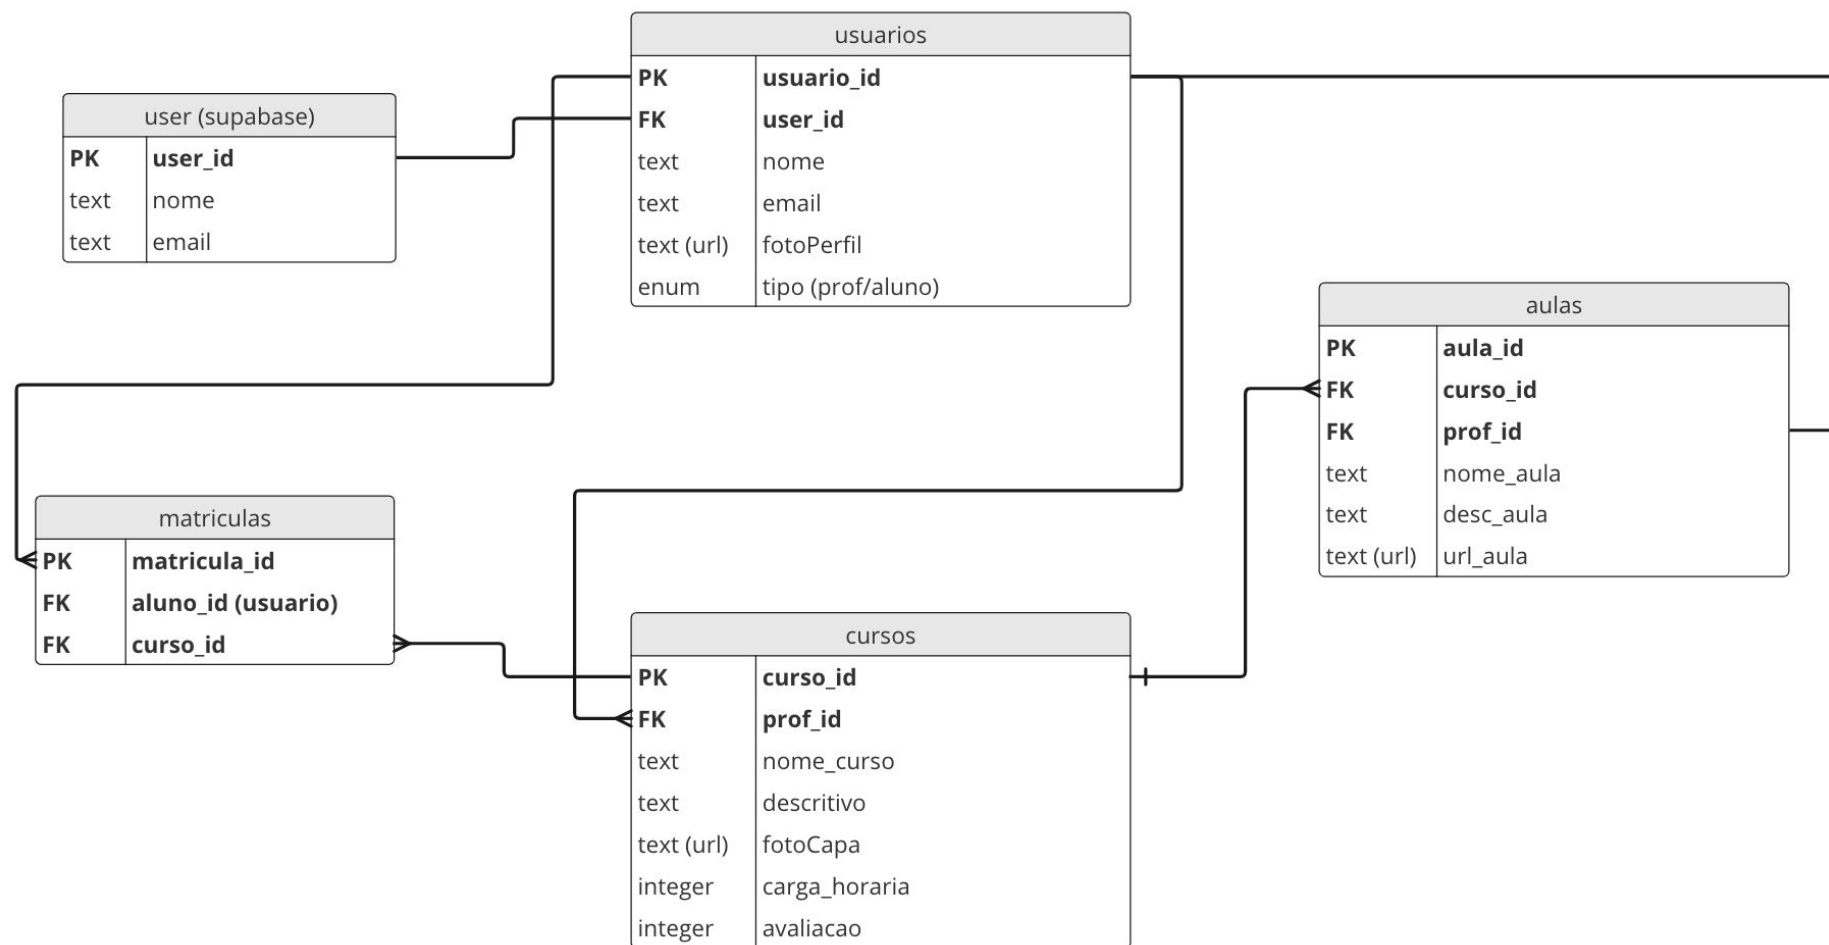 usuarios
PK usuario_id
FK user_id
text nome
text email
text (url) fotoPerfil
enum tipo (prof/aluno)
user (supabase)
PK user_id
text nome
text email
aulas
PK aula_id
FK curso_id
FK prof_id
text nome_aula
text desc_aula
text (url) url_aula
matriculas
PK matricula_id
FK aluno_id (usuario)
FK curso_id
cursos
PK curso_id
FK prof_id
text nome_curso
text descritivo
text (url) fotoCapa
integer carga_horaria
integer avaliacao